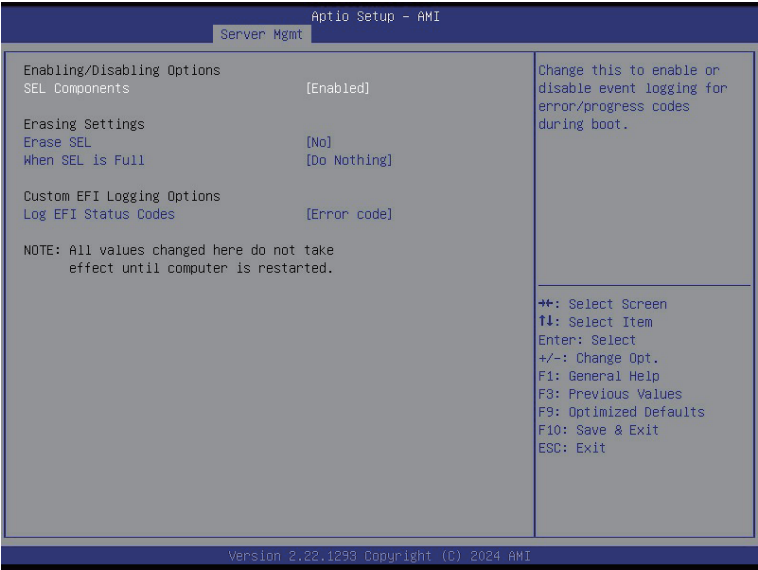 Aptio Setup – AMI
Server Mgmt
Enabling/Disabling Options
SEL Components [Enabled]
Erasing Settings
Erase SEL [No]
When SEL is Full [Do Nothing]
Custom EFI Logging Options
Log EFI Status Codes [Error code]
NOTE: All values changed here do not take
effect until computer is restarted.
Change this to enable or
disable event logging for
error/progress codes
during boot.
→←: Select Screen
↑↓: Select Item
Enter: Select
+/-: Change Opt.
F1: General Help
F3: Previous Values
F9: Optimized Defaults
F10: Save & Exit
ESC: Exit
Version 2.22.1293 Copyright (C) 2024 AMI